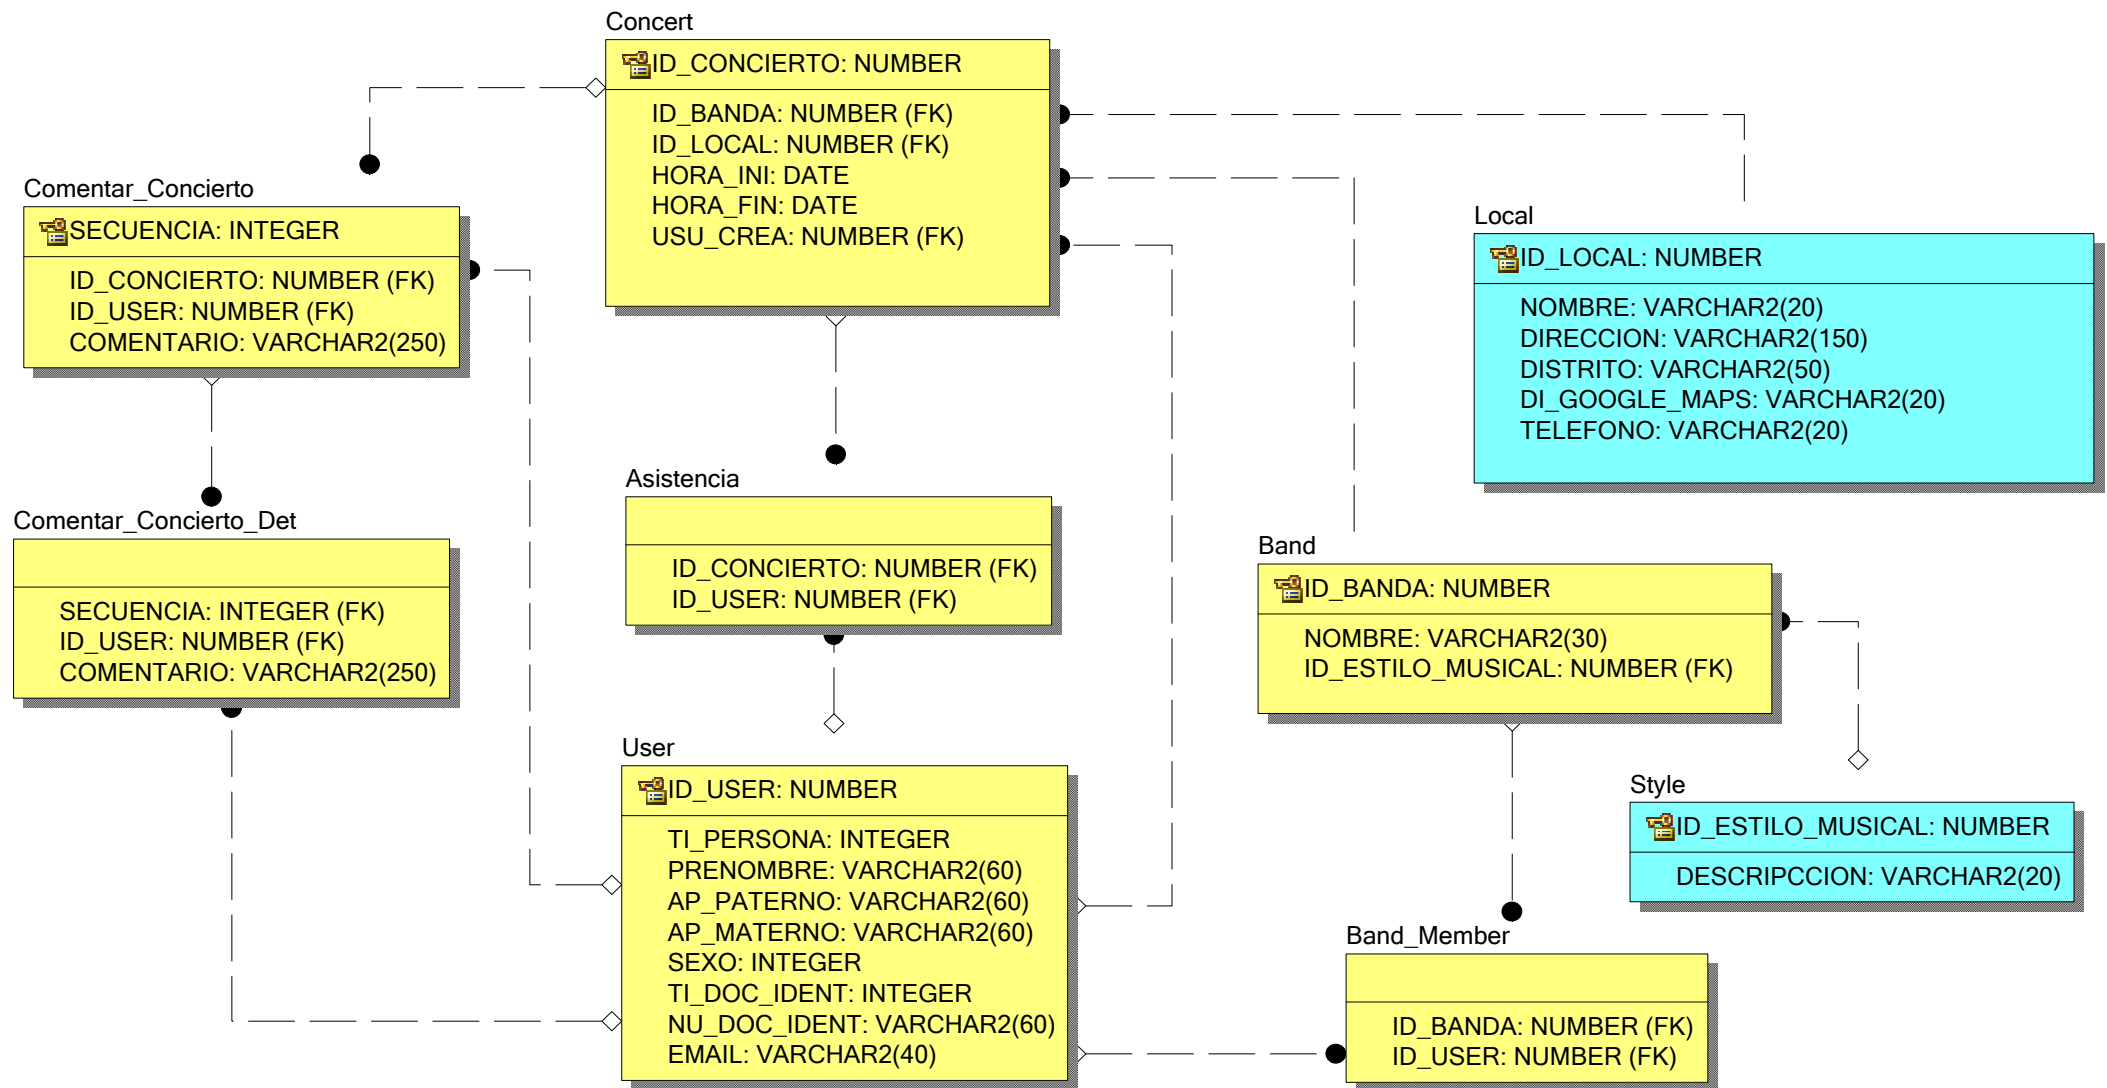 Concert
ID_CONCIERTO: NUMBER
ID_BANDA: NUMBER (FK)
ID_LOCAL: NUMBER (FK)
HORA_INI: DATE
HORA_FIN: DATE
USU_CREA: NUMBER (FK)
Comentar_Concierto
SECUENCIA: INTEGER
ID_CONCIERTO: NUMBER (FK)
ID_USER: NUMBER (FK)
COMENTARIO: VARCHAR2(250)
Local
ID_LOCAL: NUMBER
NOMBRE: VARCHAR2(20)
DIRECCION: VARCHAR2(150)
DISTRITO: VARCHAR2(50)
DI_GOOGLE_MAPS: VARCHAR2(20)
TELEFONO: VARCHAR2(20)
Asistencia
ID_CONCIERTO: NUMBER (FK)
ID_USER: NUMBER (FK)
Comentar_Concierto_Det
SECUENCIA: INTEGER (FK)
ID_USER: NUMBER (FK)
COMENTARIO: VARCHAR2(250)
Band
ID_BANDA: NUMBER
NOMBRE: VARCHAR2(30)
ID_ESTILO_MUSICAL: NUMBER (FK)
User
ID_USER: NUMBER
TI_PERSONA: INTEGER
PRENOMBRE: VARCHAR2(60)
AP_PATERNO: VARCHAR2(60)
AP_MATERNO: VARCHAR2(60)
SEXO: INTEGER
TI_DOC_IDENT: INTEGER
NU_DOC_IDENT: VARCHAR2(60)
EMAIL: VARCHAR2(40)
Style
ID_ESTILO_MUSICAL: NUMBER
DESCRIPCCION: VARCHAR2(20)
Band_Member
ID_BANDA: NUMBER (FK)
ID_USER: NUMBER (FK)